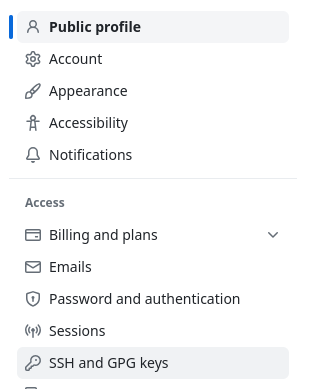 Public profile
Account
Appearance
Accessibility
Notifications
Access
Billing and plans
Emails
Password and authentication
Sessions
SSH and GPG keys